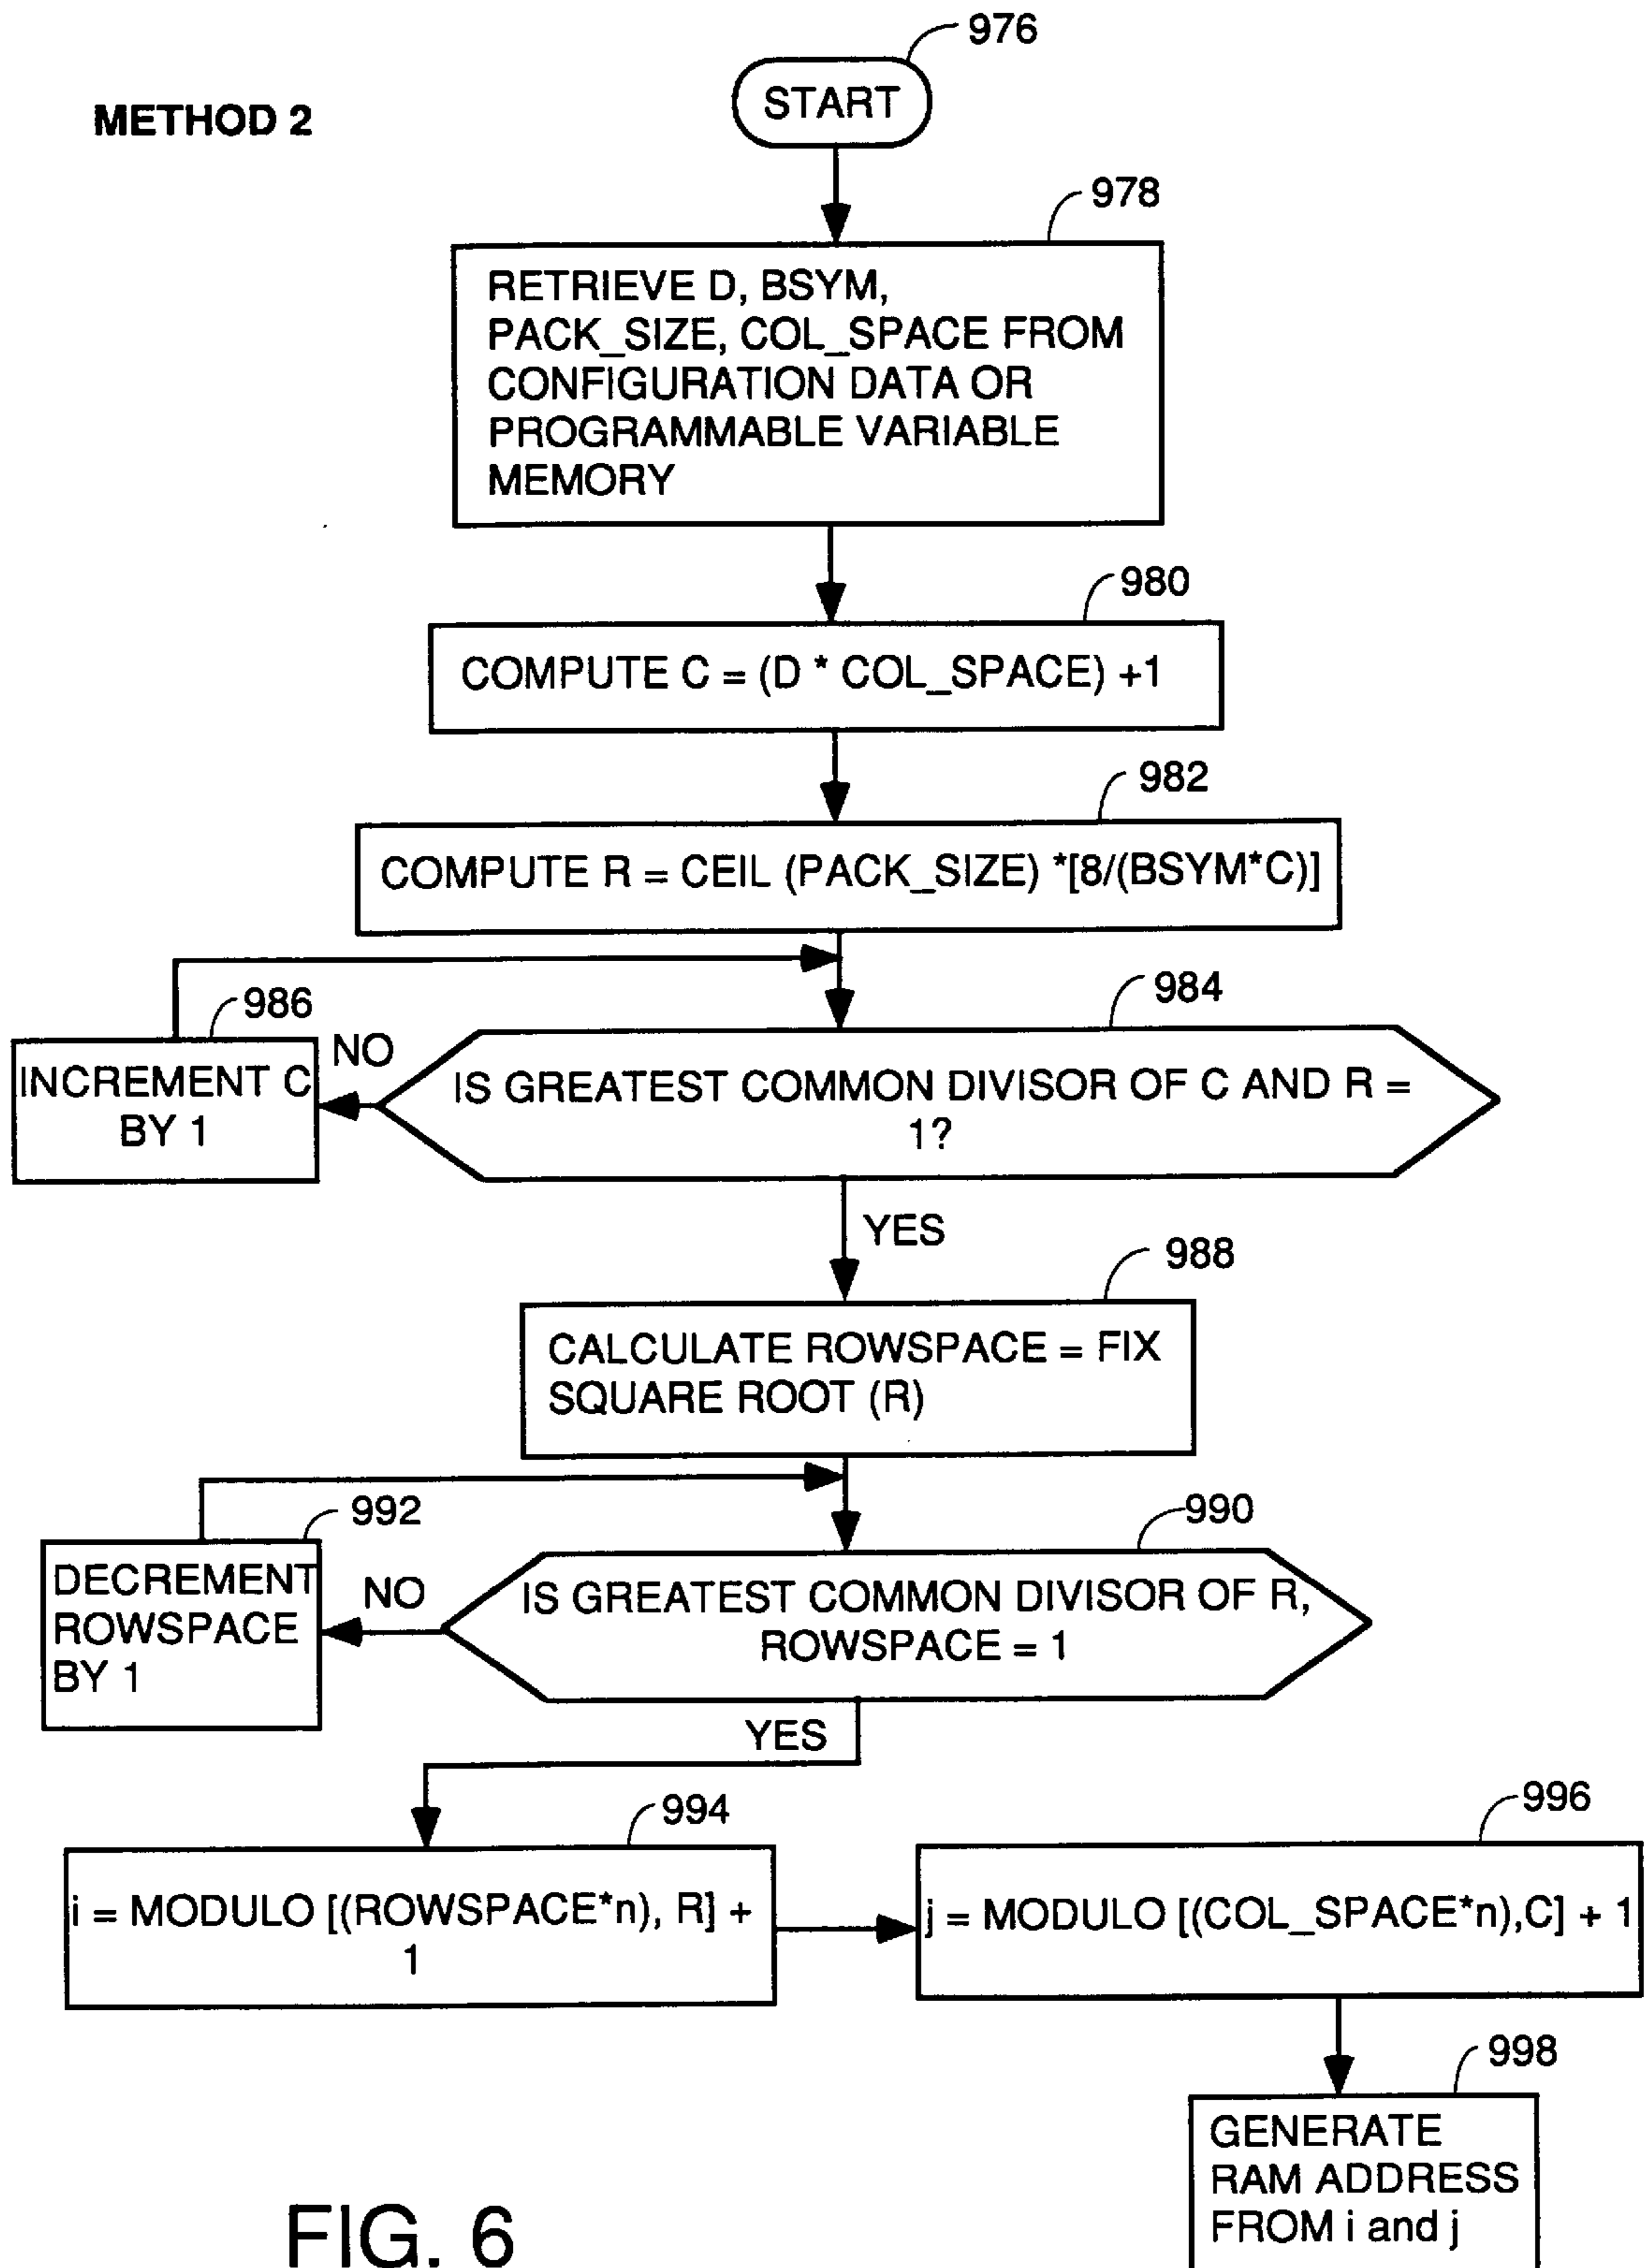 976
METHOD 2
START
978
RETRIEVE D, BSYM,
PACK_SIZE, COL_SPACE FROM
CONFIGURATION DATA OR
PROGRAMMABLE VARIABLE
MEMORY
980
COMPUTE C = (D * COL_SPACE) +1
982
COMPUTE R = CEIL (PACK_SIZE) *[8/(BSYM*C)]
984
986
NO
INCREMENT C
BY 1
IS GREATEST COMMON DIVISOR OF C AND R =
1?
YES
988
CALCULATE ROWSPACE = FIX
SQUARE ROOT (R)
992
990
DECREMENT
ROWSPACE
BY 1
NO
IS GREATEST COMMON DIVISOR OF R,
ROWSPACE = 1
YES
994
996
i = MODULO [(ROWSPACE*n), R] +
1
j = MODULO [(COL_SPACE*n),C] + 1
998
GENERATE
RAM ADDRESS
FROM i and j
FIG. 6